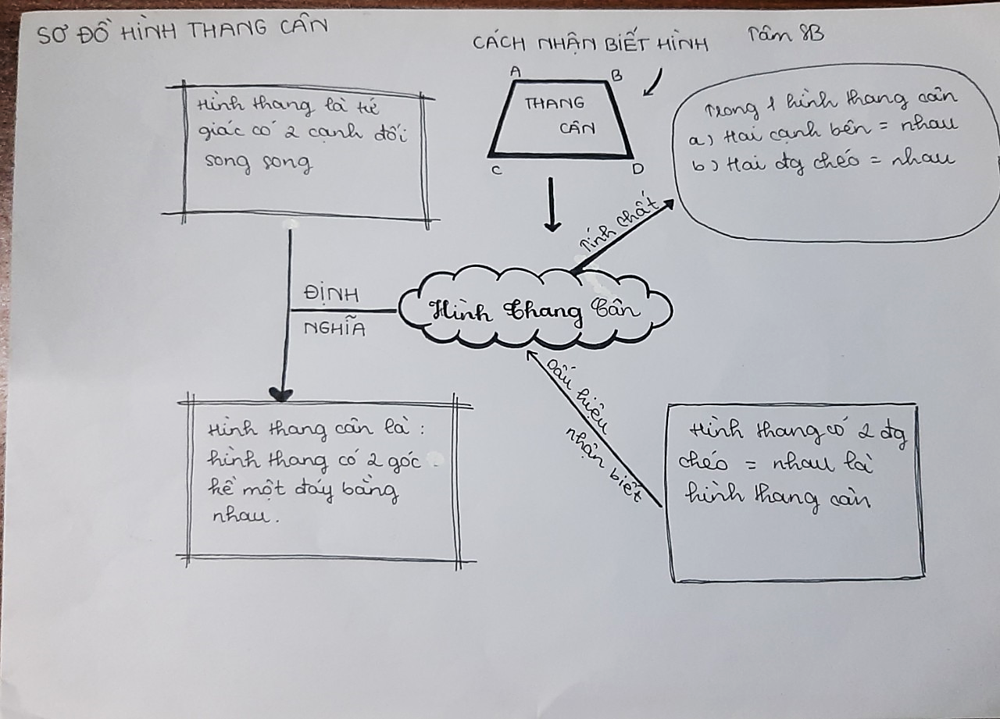 SƠ ĐỒ HÌNH THANG CÂN
CÁCH NHẬN BIẾT HÌNH
Tâm 8B
A
B
THANG
CÂN
C
D
Hình thang là tứ
giác có 2 cạnh đối
song song
Trong 1 hình thang cân
a) Hai cạnh bên = nhau
b) Hai đg chéo = nhau
Tính chất
ĐỊNH
NGHĨA
Hình Thang Cân
Dấu hiệu
nhận biết
Hình thang cân là :
hình thang có 2 góc
kề một đáy bằng
nhau.
Hình thang có 2 đg
chéo = nhau là
hình thang cân